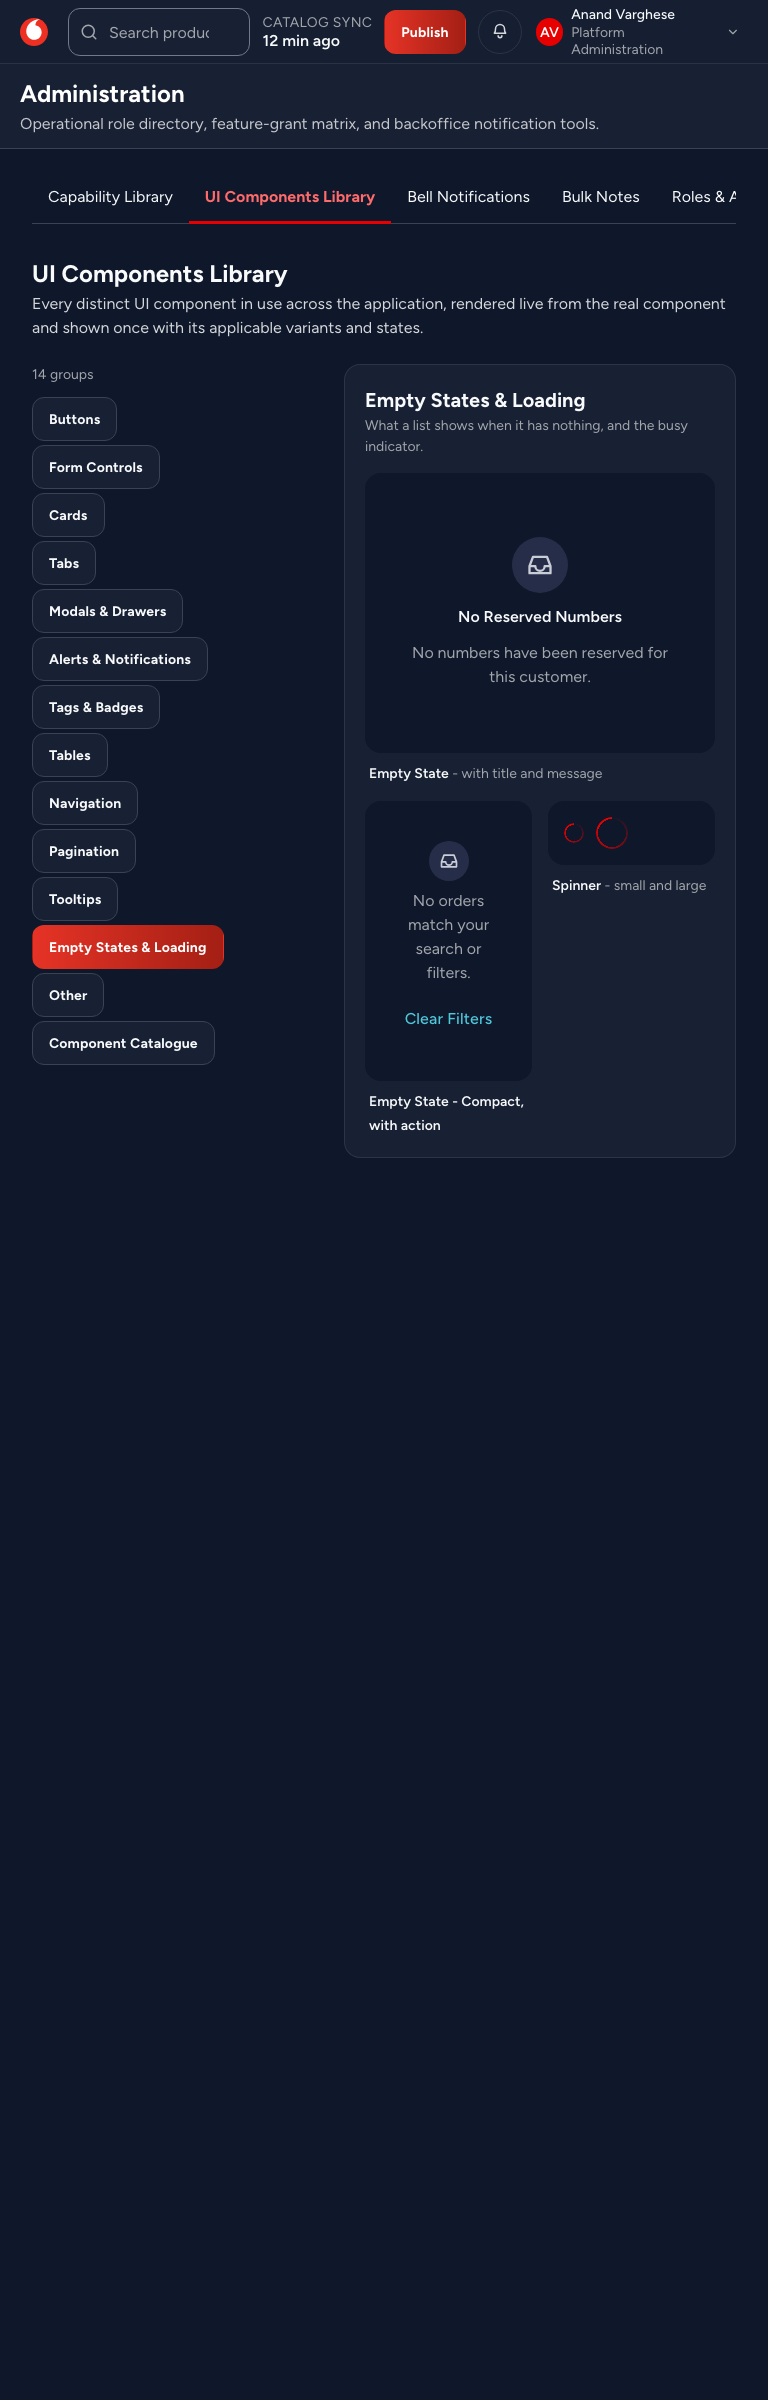 Search produc
CATALOG SYNC
12 min ago
Publish
AV
Anand Varghese
Platform
Administration
Administration
Operational role directory, feature-grant matrix, and backoffice notification tools.
Capability Library
UI Components Library
Bell Notifications
Bulk Notes
Roles & A
UI Components Library
Every distinct UI component in use across the application, rendered live from the real component
and shown once with its applicable variants and states.
14 groups
Buttons
Form Controls
Cards
Tabs
Modals & Drawers
Alerts & Notifications
Tags & Badges
Tables
Navigation
Pagination
Tooltips
Empty States & Loading
Other
Component Catalogue
Empty States & Loading
What a list shows when it has nothing, and the busy
indicator.
No Reserved Numbers
No numbers have been reserved for
this customer.
Empty State - with title and message
No orders
match your
search or
filters.
Clear Filters
Empty State - Compact,
with action
Spinner - small and large